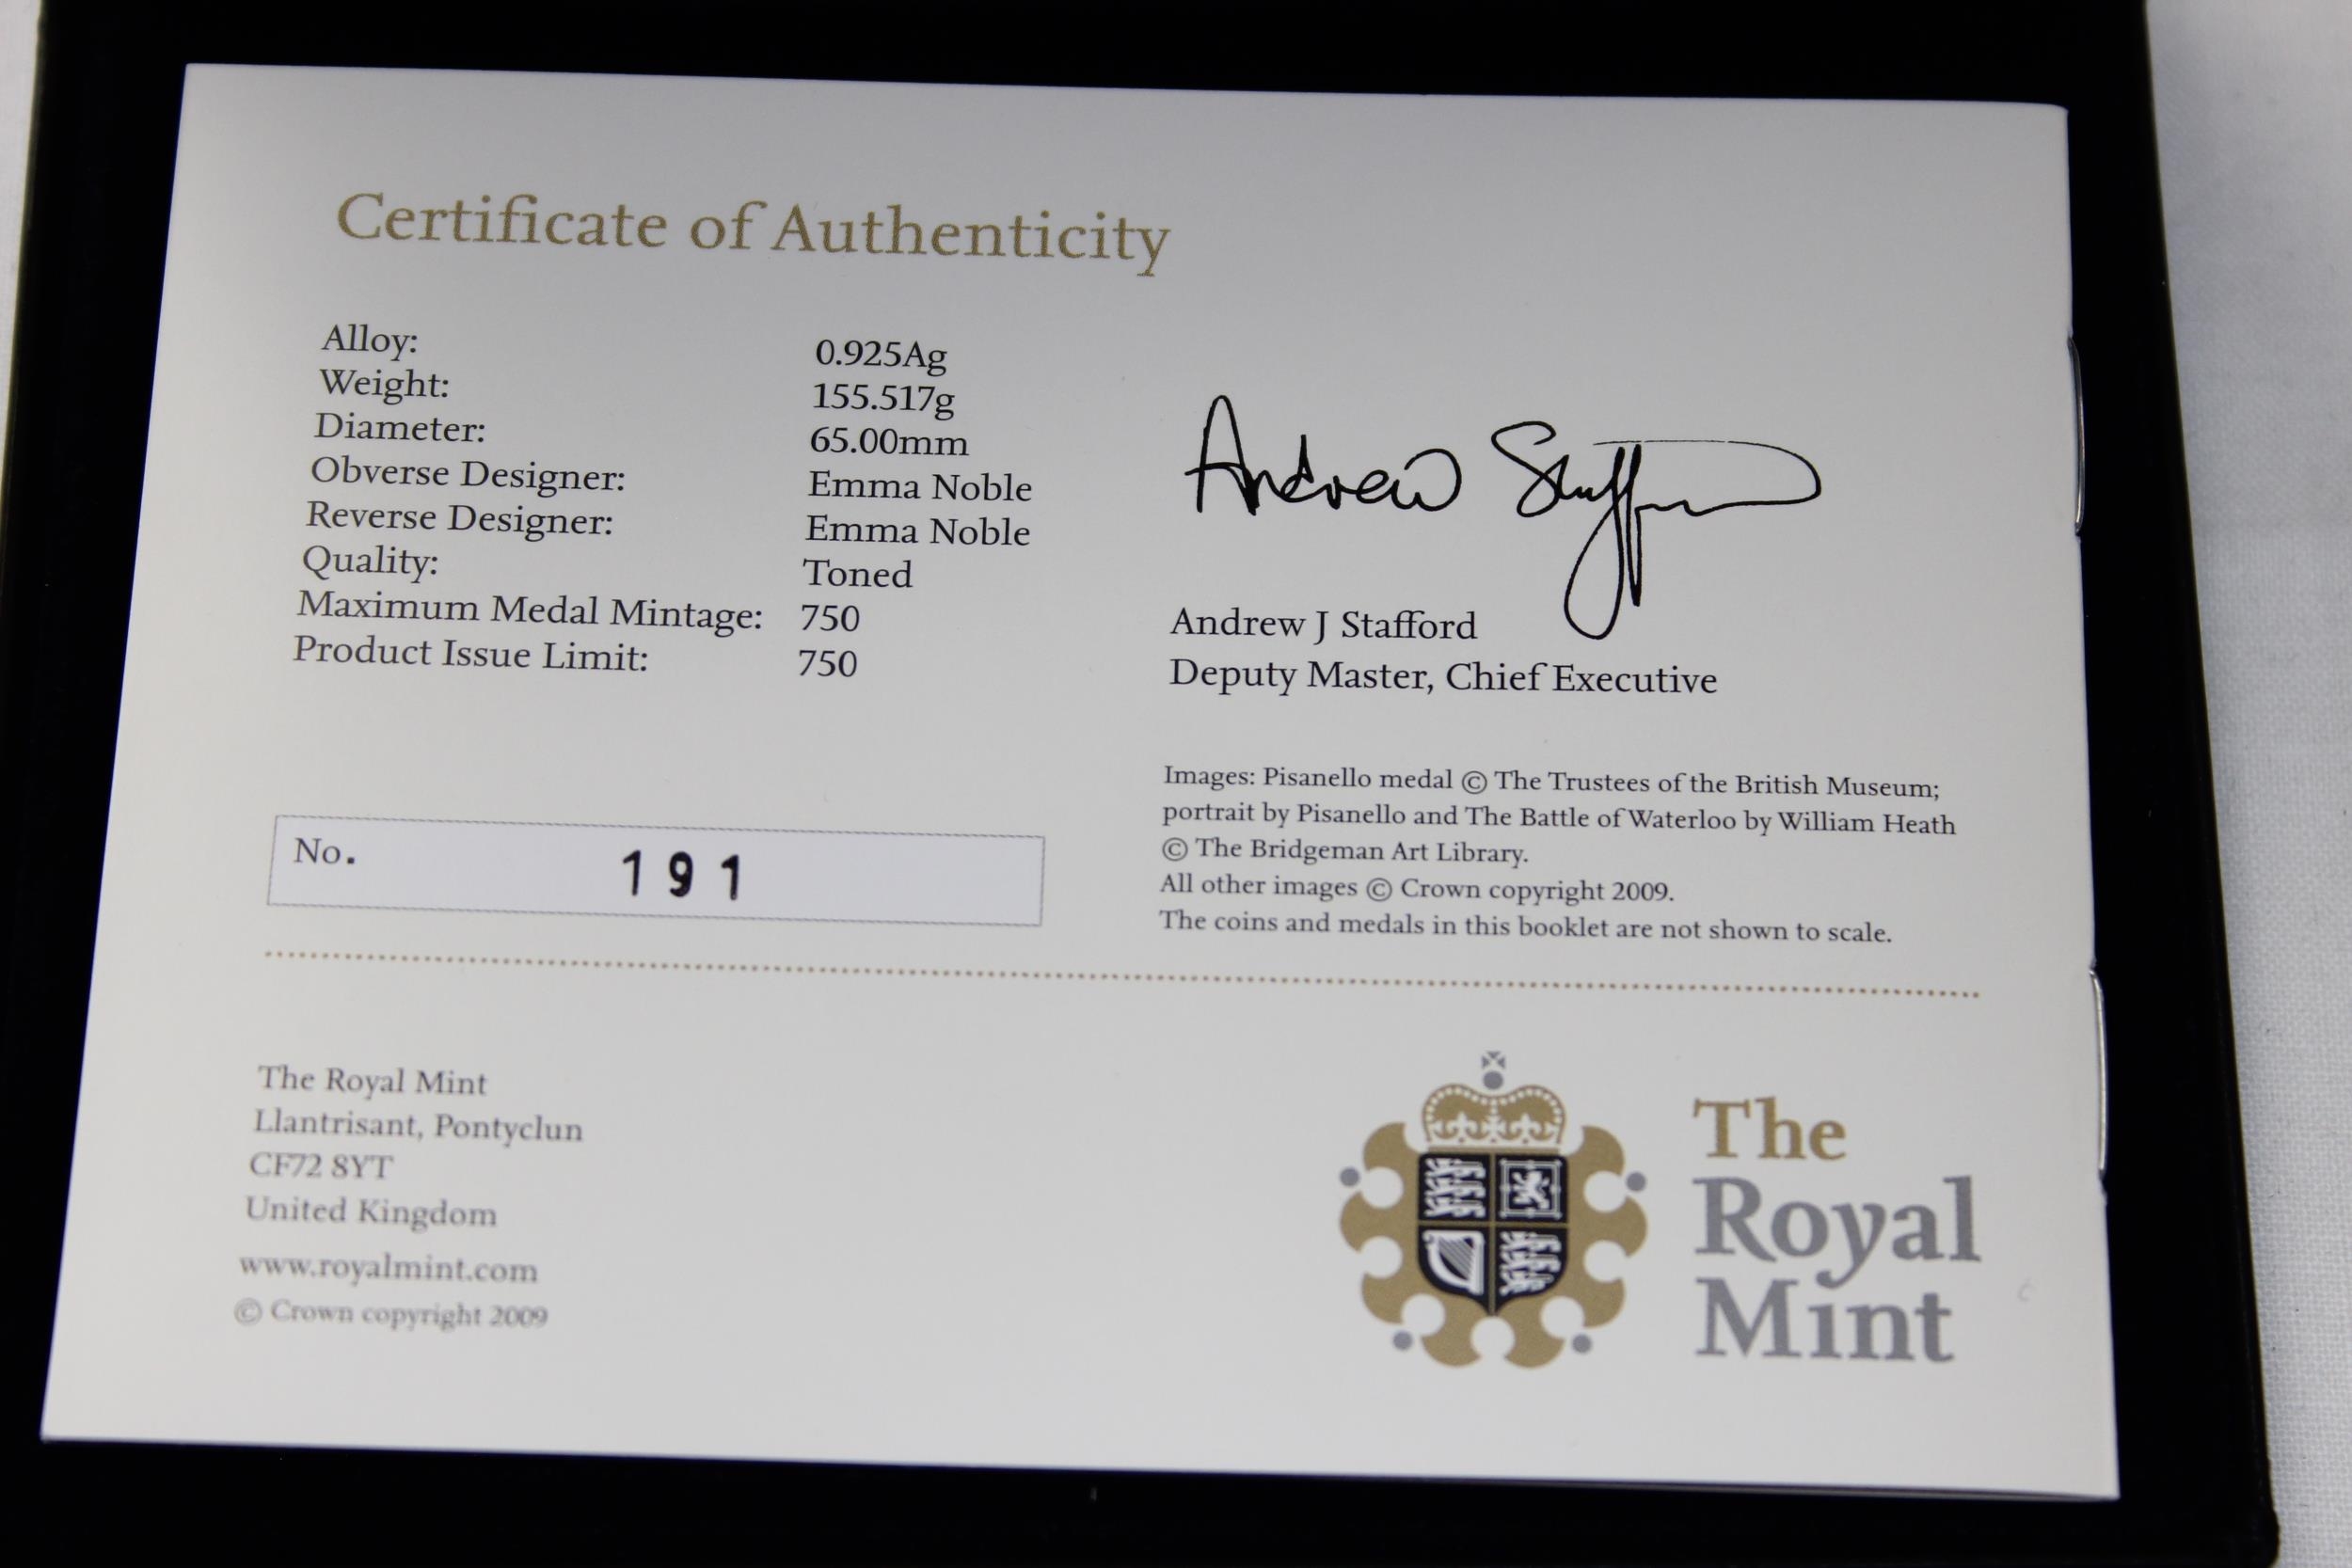 Certificate of Authenticity
Alloy: 0.925Ag
Weight: 155.517g
Diameter: 65.00mm
Obverse Designer: Emma Noble
Reverse Designer: Emma Noble
Quality: Toned
Maximum Medal Mintage: 750
Product Issue Limit: 750
Andrew Stafford
Andrew J Stafford
Deputy Master, Chief Executive
No. 191
Images: Pisanello medal © The Trustees of the British Museum;
portrait by Pisanello and The Battle of Waterloo by William Heath
© The Bridgeman Art Library.
All other images © Crown copyright 2009.
The coins and medals in this booklet are not shown to scale.
The Royal Mint
Llantrisant, Pontyclun
CF72 8YT
United Kingdom
www.royalmint.com
© Crown copyright 2009
The
Royal
Mint